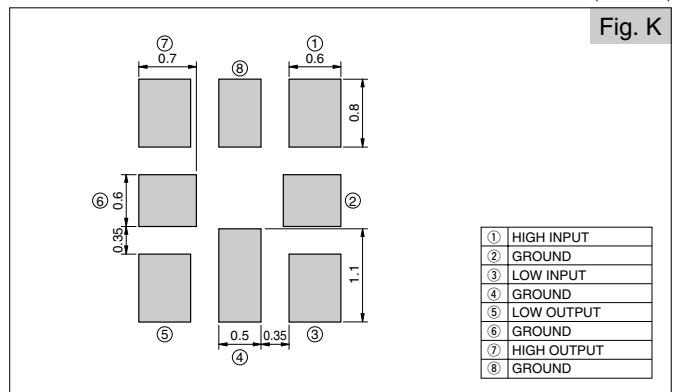 Fig. K
⑦ ①
0.7 ⑧ 0.6
0.8
⑥ 0.6 ②
0.35
1.1
⑤ 0.5 0.35 ③
④
① HIGH INPUT
② GROUND
③ LOW INPUT
④ GROUND
⑤ LOW OUTPUT
⑥ GROUND
⑦ HIGH OUTPUT
⑧ GROUND